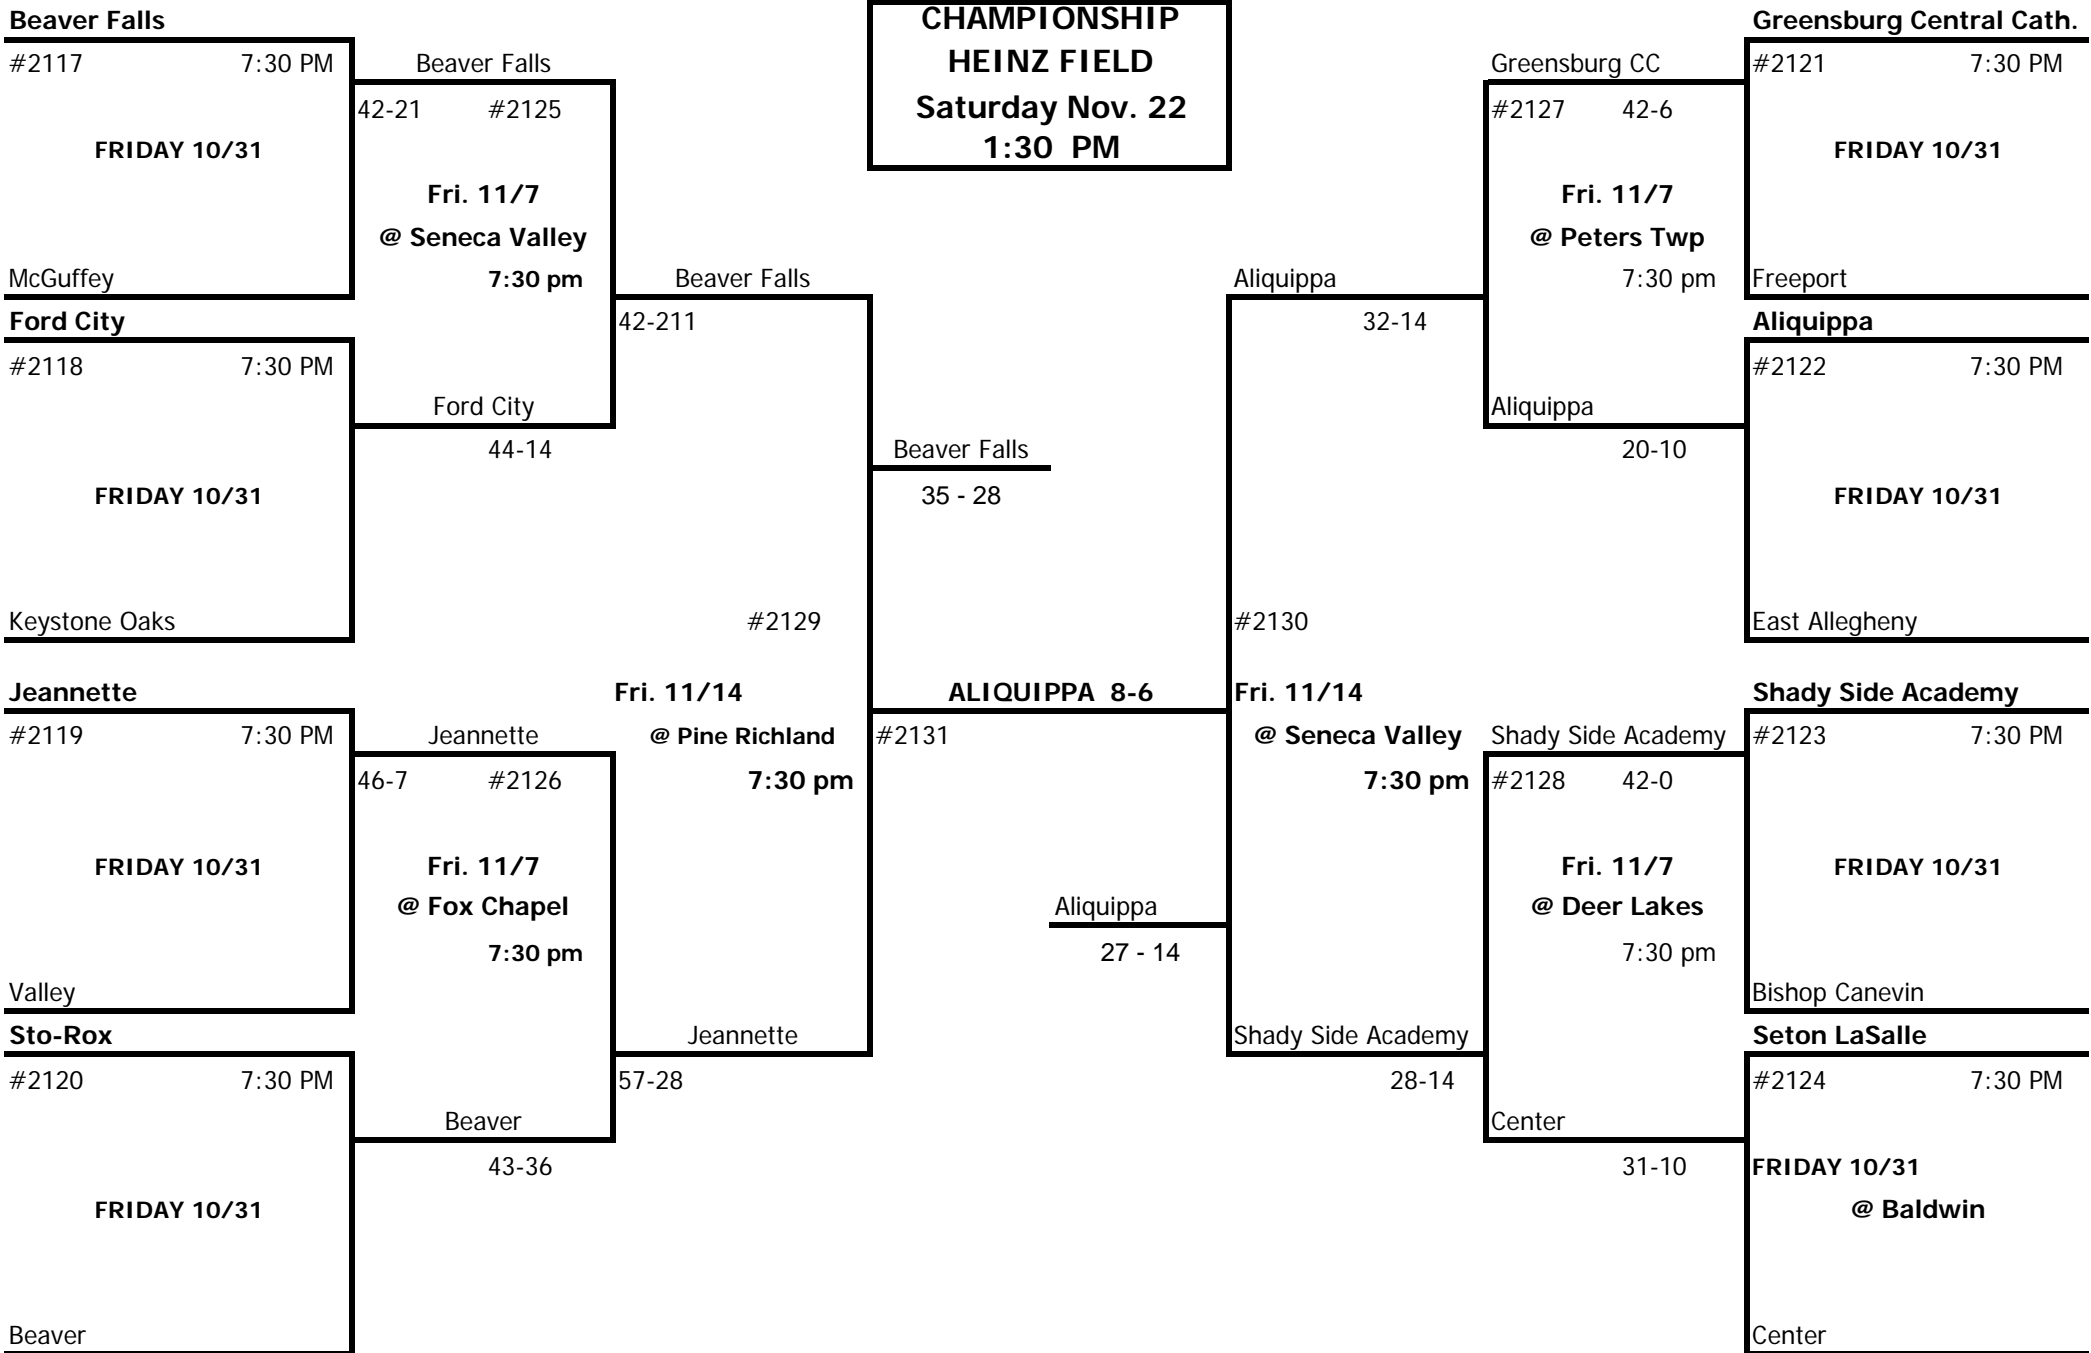 Beaver Falls
#2117 7:30 PM
FRIDAY 10/31
McGuffey
Ford City
#2118 7:30 PM
FRIDAY 10/31
Keystone Oaks
Jeannette
#2119 7:30 PM
FRIDAY 10/31
Valley
Sto-Rox
#2120 7:30 PM
FRIDAY 10/31
Beaver
Beaver Falls
42-21 #2125
Fri. 11/7
@ Seneca Valley
7:30 pm
Ford City
44-14
Jeannette
46-7 #2126
Fri. 11/7
@ Fox Chapel
7:30 pm
Beaver
43-36
Beaver Falls
42-211
#2129
Fri. 11/14
@ Pine Richland
7:30 pm
Jeannette
57-28
CHAMPIONSHIP
HEINZ FIELD
Saturday Nov. 22
1:30 PM
Beaver Falls
35 - 28
ALIQUIPPA 8-6
#2131
Aliquippa
27 - 14
Aliquippa
32-14
#2130
Fri. 11/14
@ Seneca Valley
7:30 pm
Shady Side Academy
28-14
Greensburg CC
#2127 42-6
Fri. 11/7
@ Peters Twp
7:30 pm
Aliquippa
20-10
Shady Side Academy
#2128 42-0
Fri. 11/7
@ Deer Lakes
7:30 pm
Center
31-10
Greensburg Central Cath.
#2121 7:30 PM
FRIDAY 10/31
Freeport
Aliquippa
#2122 7:30 PM
FRIDAY 10/31
East Allegheny
Shady Side Academy
#2123 7:30 PM
FRIDAY 10/31
Bishop Canevin
Seton LaSalle
#2124 7:30 PM
FRIDAY 10/31
@ Baldwin
Center